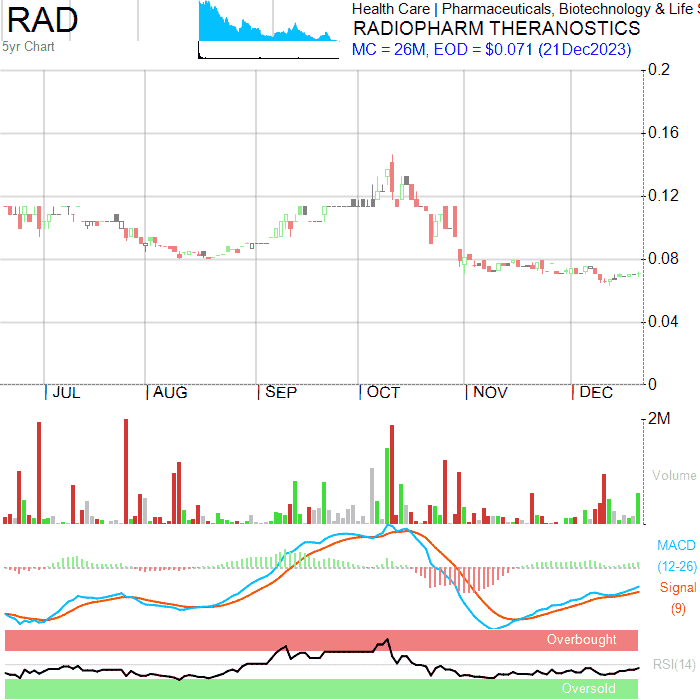 RAD
5yr Chart
Health Care | Pharmaceuticals, Biotechnology & Life S
RADIOPHARM THERANOSTICS
MC = 26M, EOD = $0.071 (21Dec2023)
0.2
0.16
0.12
0.08
0.04
0
JUL AUG SEP OCT NOV DEC
2M
Volume
MACD
(12-26)
Signal
(9)
Overbought
RSI(14)
Oversold